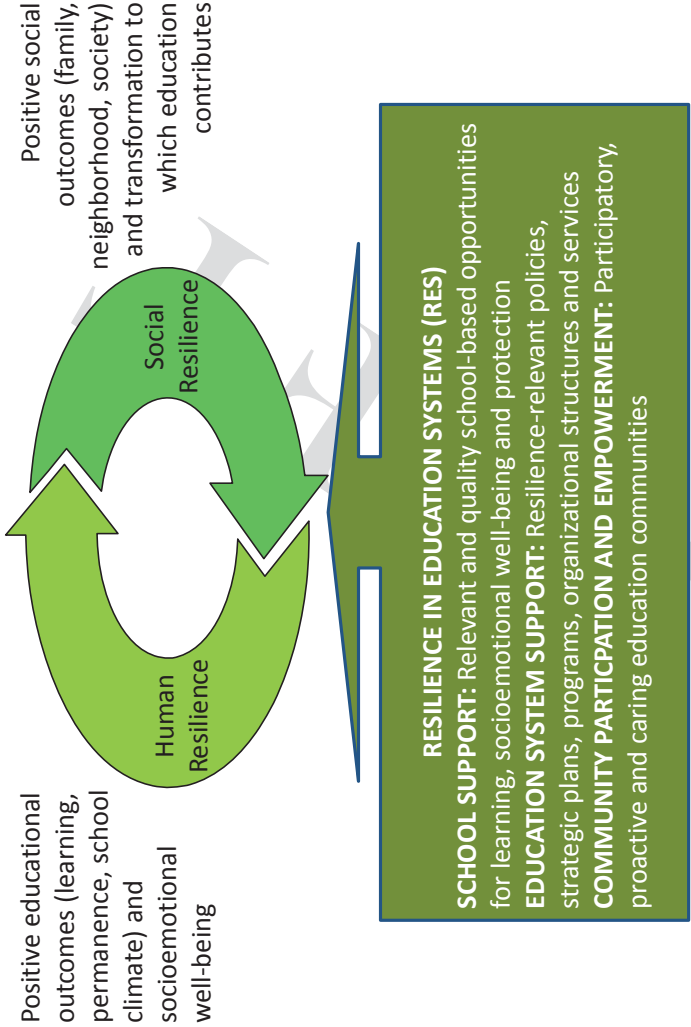 Positive educational
outcomes (learning,
permanence, school
climate) and
socioemotional
well-being
Human
Resilience
Social
Resilience
Positive social
outcomes (family,
neighborhood, society)
and transformation to
which education
contributes
RESILIENCE IN EDUCATION SYSTEMS (RES)
SCHOOL SUPPORT: Relevant and quality school-based opportunities
for learning, socioemotional well-being and protection
EDUCATION SYSTEM SUPPORT: Resilience-relevant policies,
strategic plans, programs, organizational structures and services
COMMUNITY PARTICPATION AND EMPOWERMENT: Participatory,
proactive and caring education communities